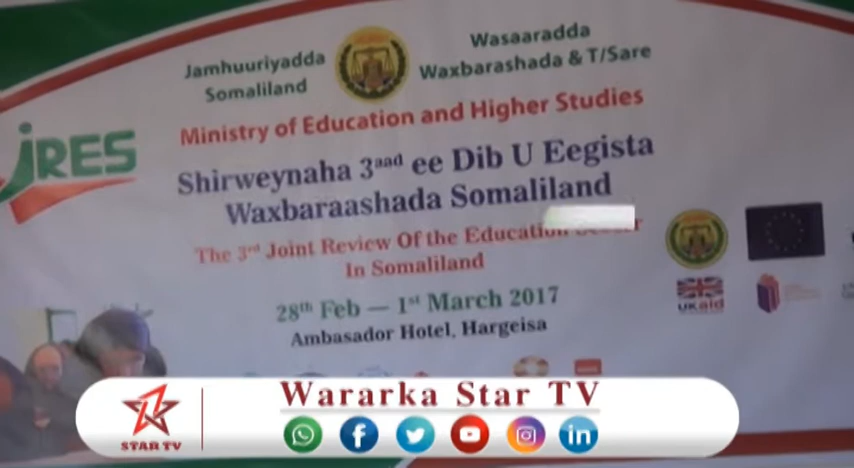 Jamhuuriyadda
Somaliland
Wasaaradda
Waxbarashada & T/Sare
Ministry of Education and Higher Studies
JRES
Shirweynaha 3aad ee Dib U Eegista
Waxbaraashada Somaliland
The 3rd Joint Review Of the Education
In Somaliland
28th Feb — 1st March 2017
Ambasador Hotel, Hargeisa
UKaid
Wararka Star TV
STAR TV